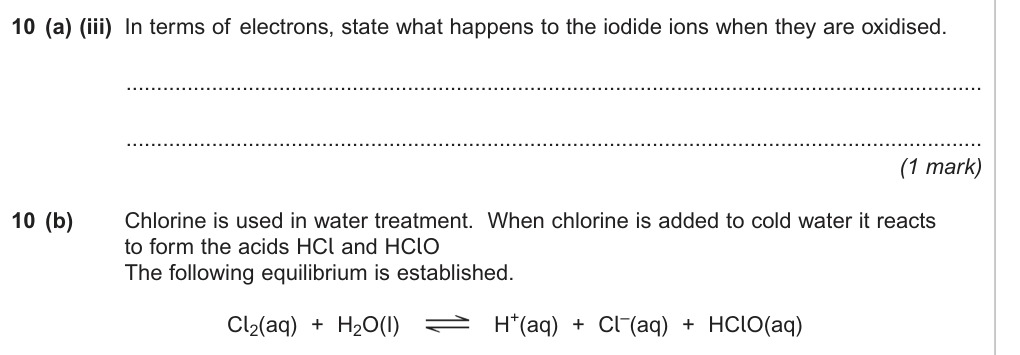 10 (a) (iii) In terms of electrons, state what happens to the iodide ions when they are oxidised.
(1 mark)
10 (b) Chlorine is used in water treatment. When chlorine is added to cold water it reacts
to form the acids HCl and HClO
The following equilibrium is established.
Cl₂(aq) + H₂O(l) ⇌ H⁺(aq) + Cl⁻(aq) + HClO(aq)